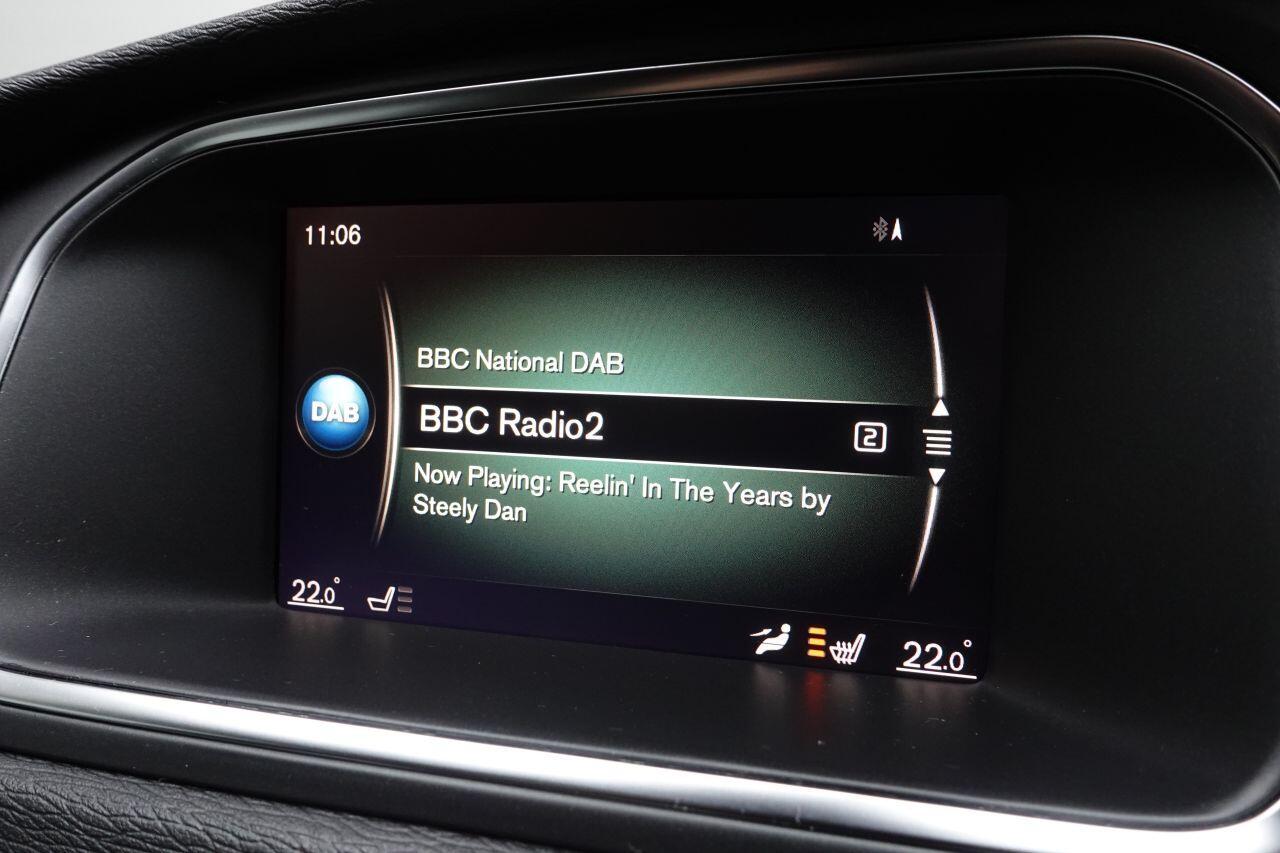 11:06
BBC National DAB
DAB
BBC Radio2
2
Now Playing: Reelin' In The Years by
Steely Dan
22.0°
22.0°